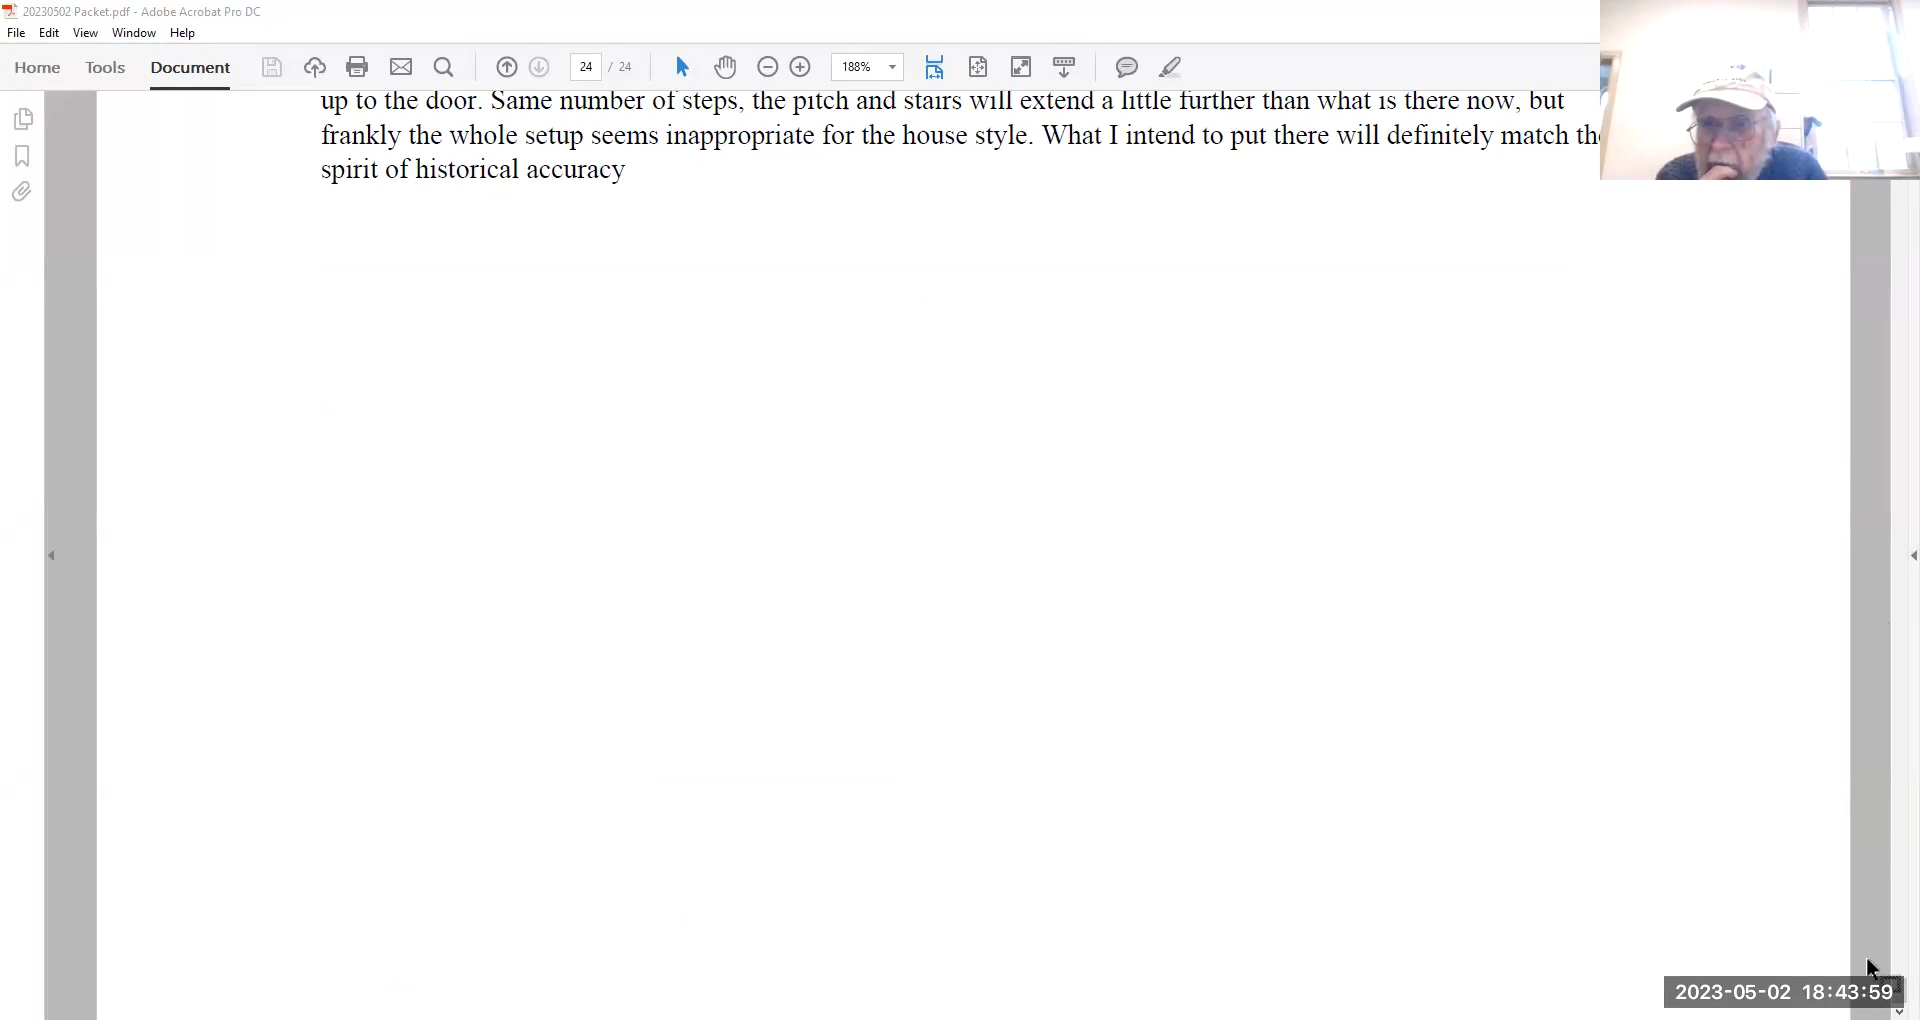 20230502 Packet.pdf - Adobe Acrobat Pro DC
File Edit View Window Help
Home Tools Document 24 / 24 188%
up to the door. Same number of steps, the pitch and stairs will extend a little further than what is there now, but
frankly the whole setup seems inappropriate for the house style. What I intend to put there will definitely match
spirit of historical accuracy
2023-05-02 18:43:59